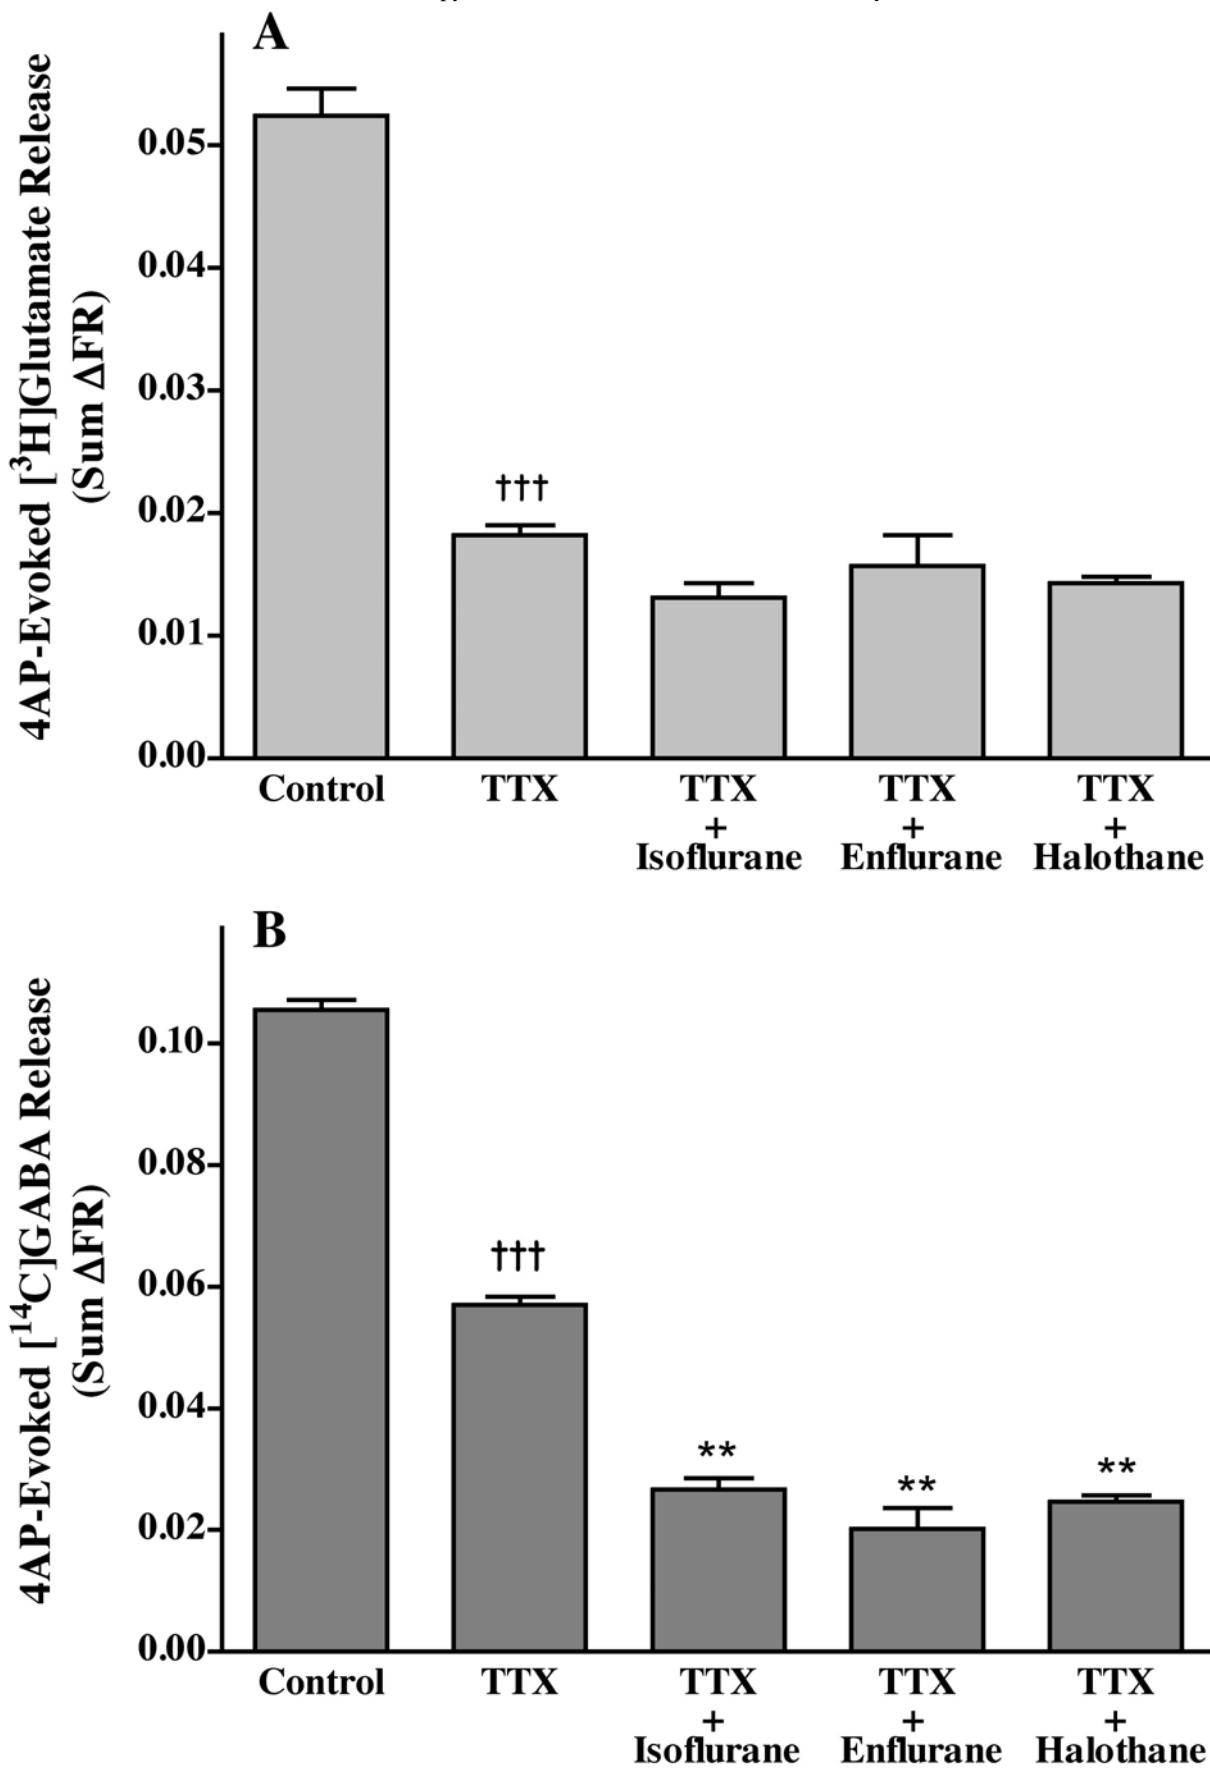 A
4AP-Evoked [³H]Glutamate Release
(Sum ΔFR)
0.05
0.04
0.03
0.02
0.01
0.00
†††
Control TTX TTX TTX TTX
+ + +
Isoflurane Enflurane Halothane
B
4AP-Evoked [¹⁴C]GABA Release
(Sum ΔFR)
0.10
0.08
0.06
0.04
0.02
0.00
†††
** ** **
Control TTX TTX TTX TTX
+ + +
Isoflurane Enflurane Halothane